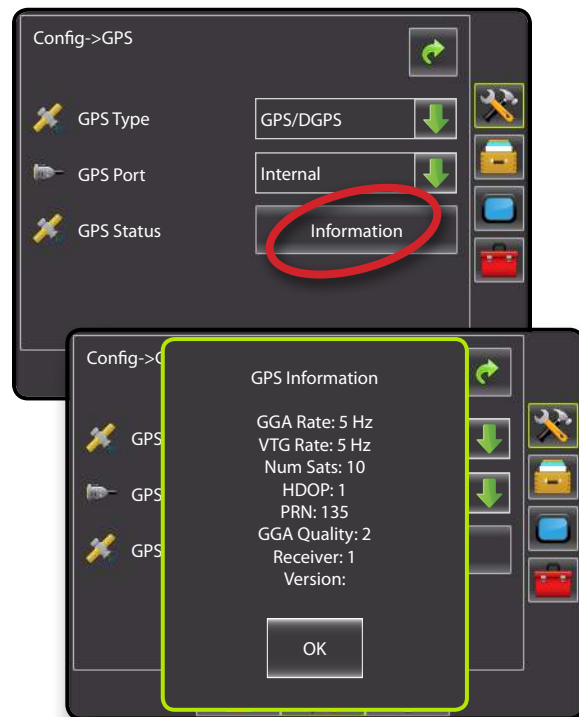 Config->GPS
GPS Type
GPS/DGPS
GPS Port
Internal
GPS Status
Information
Config->G
GPS
GPS
GPS
GPS Information
GGA Rate: 5 Hz
VTG Rate: 5 Hz
Num Sats: 10
HDOP: 1
PRN: 135
GGA Quality: 2
Receiver: 1
Version:
OK